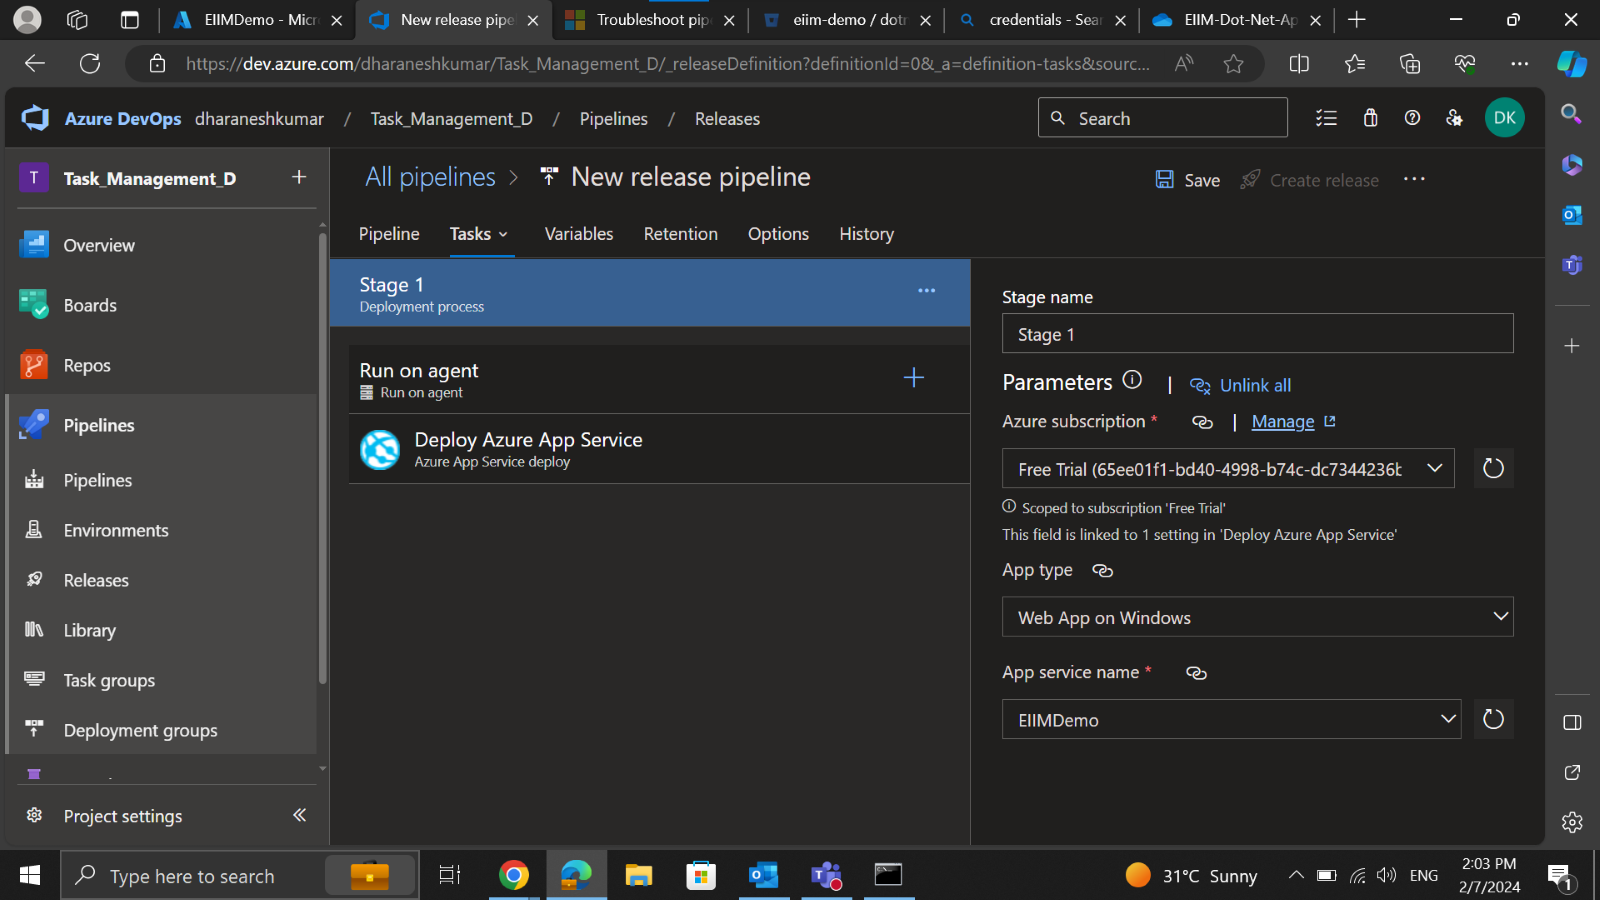 EIIMDemo - Micr
New release pipe
Troubleshoot pip
eiim-demo / dotn
credentials - Sear
EIIM-Dot-Net-Ap
https://dev.azure.com/dharaneshkumar/Task_Management_D/_releaseDefinition?definitionId=0&_a=definition-tasks&sourc...
Azure DevOps dharaneshkumar / Task_Management_D / Pipelines / Releases
Search
DK
T Task_Management_D
All pipelines > New release pipeline
Save Create release
Overview
Boards
Repos
Pipelines
Pipelines
Environments
Releases
Library
Task groups
Deployment groups
Project settings
Pipeline Tasks Variables Retention Options History
Stage 1
Deployment process
Run on agent
Run on agent
Deploy Azure App Service
Azure App Service deploy
Stage name
Stage 1
Parameters | Unlink all
Azure subscription * | Manage
Free Trial (65ee01f1-bd40-4998-b74c-dc7344236b
Scoped to subscription 'Free Trial'
This field is linked to 1 setting in 'Deploy Azure App Service'
App type
Web App on Windows
App service name *
EIIMDemo
Type here to search
31°C Sunny
ENG
2:03 PM
2/7/2024
1